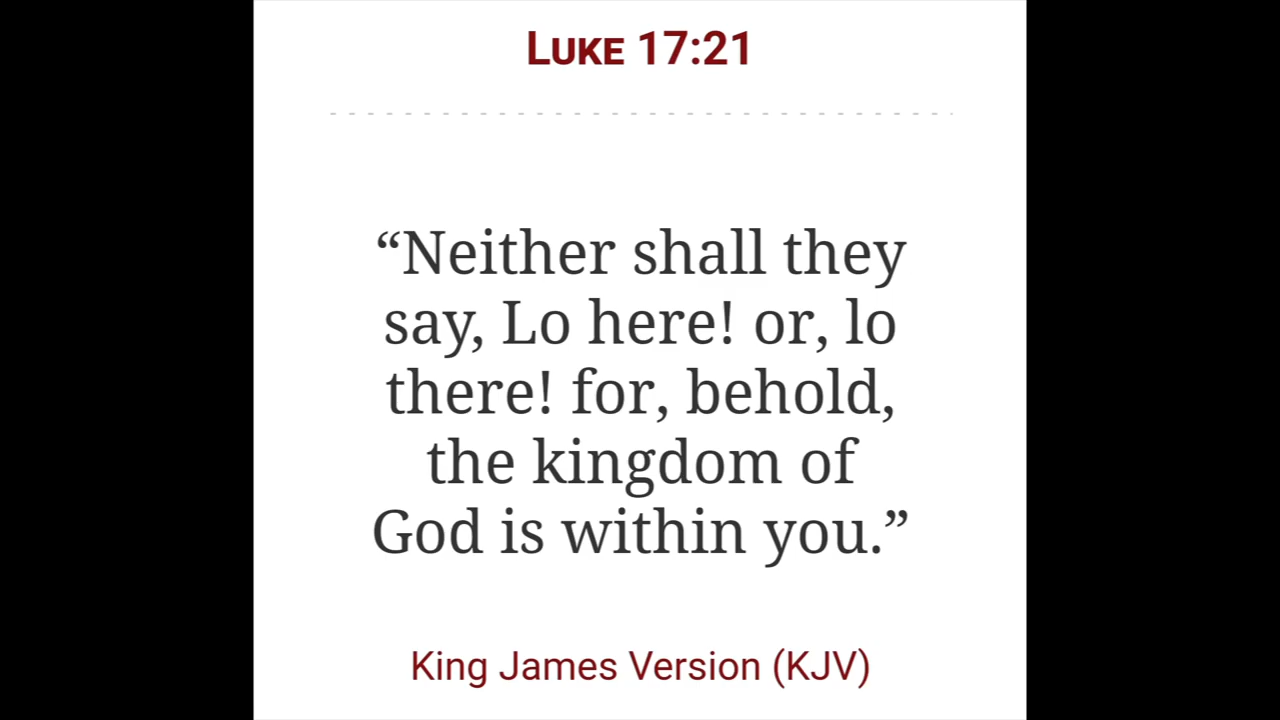 LUKE 17:21
“Neither shall they
say, Lo here! or, lo
there! for, behold,
the kingdom of
God is within you.”
King James Version (KJV)